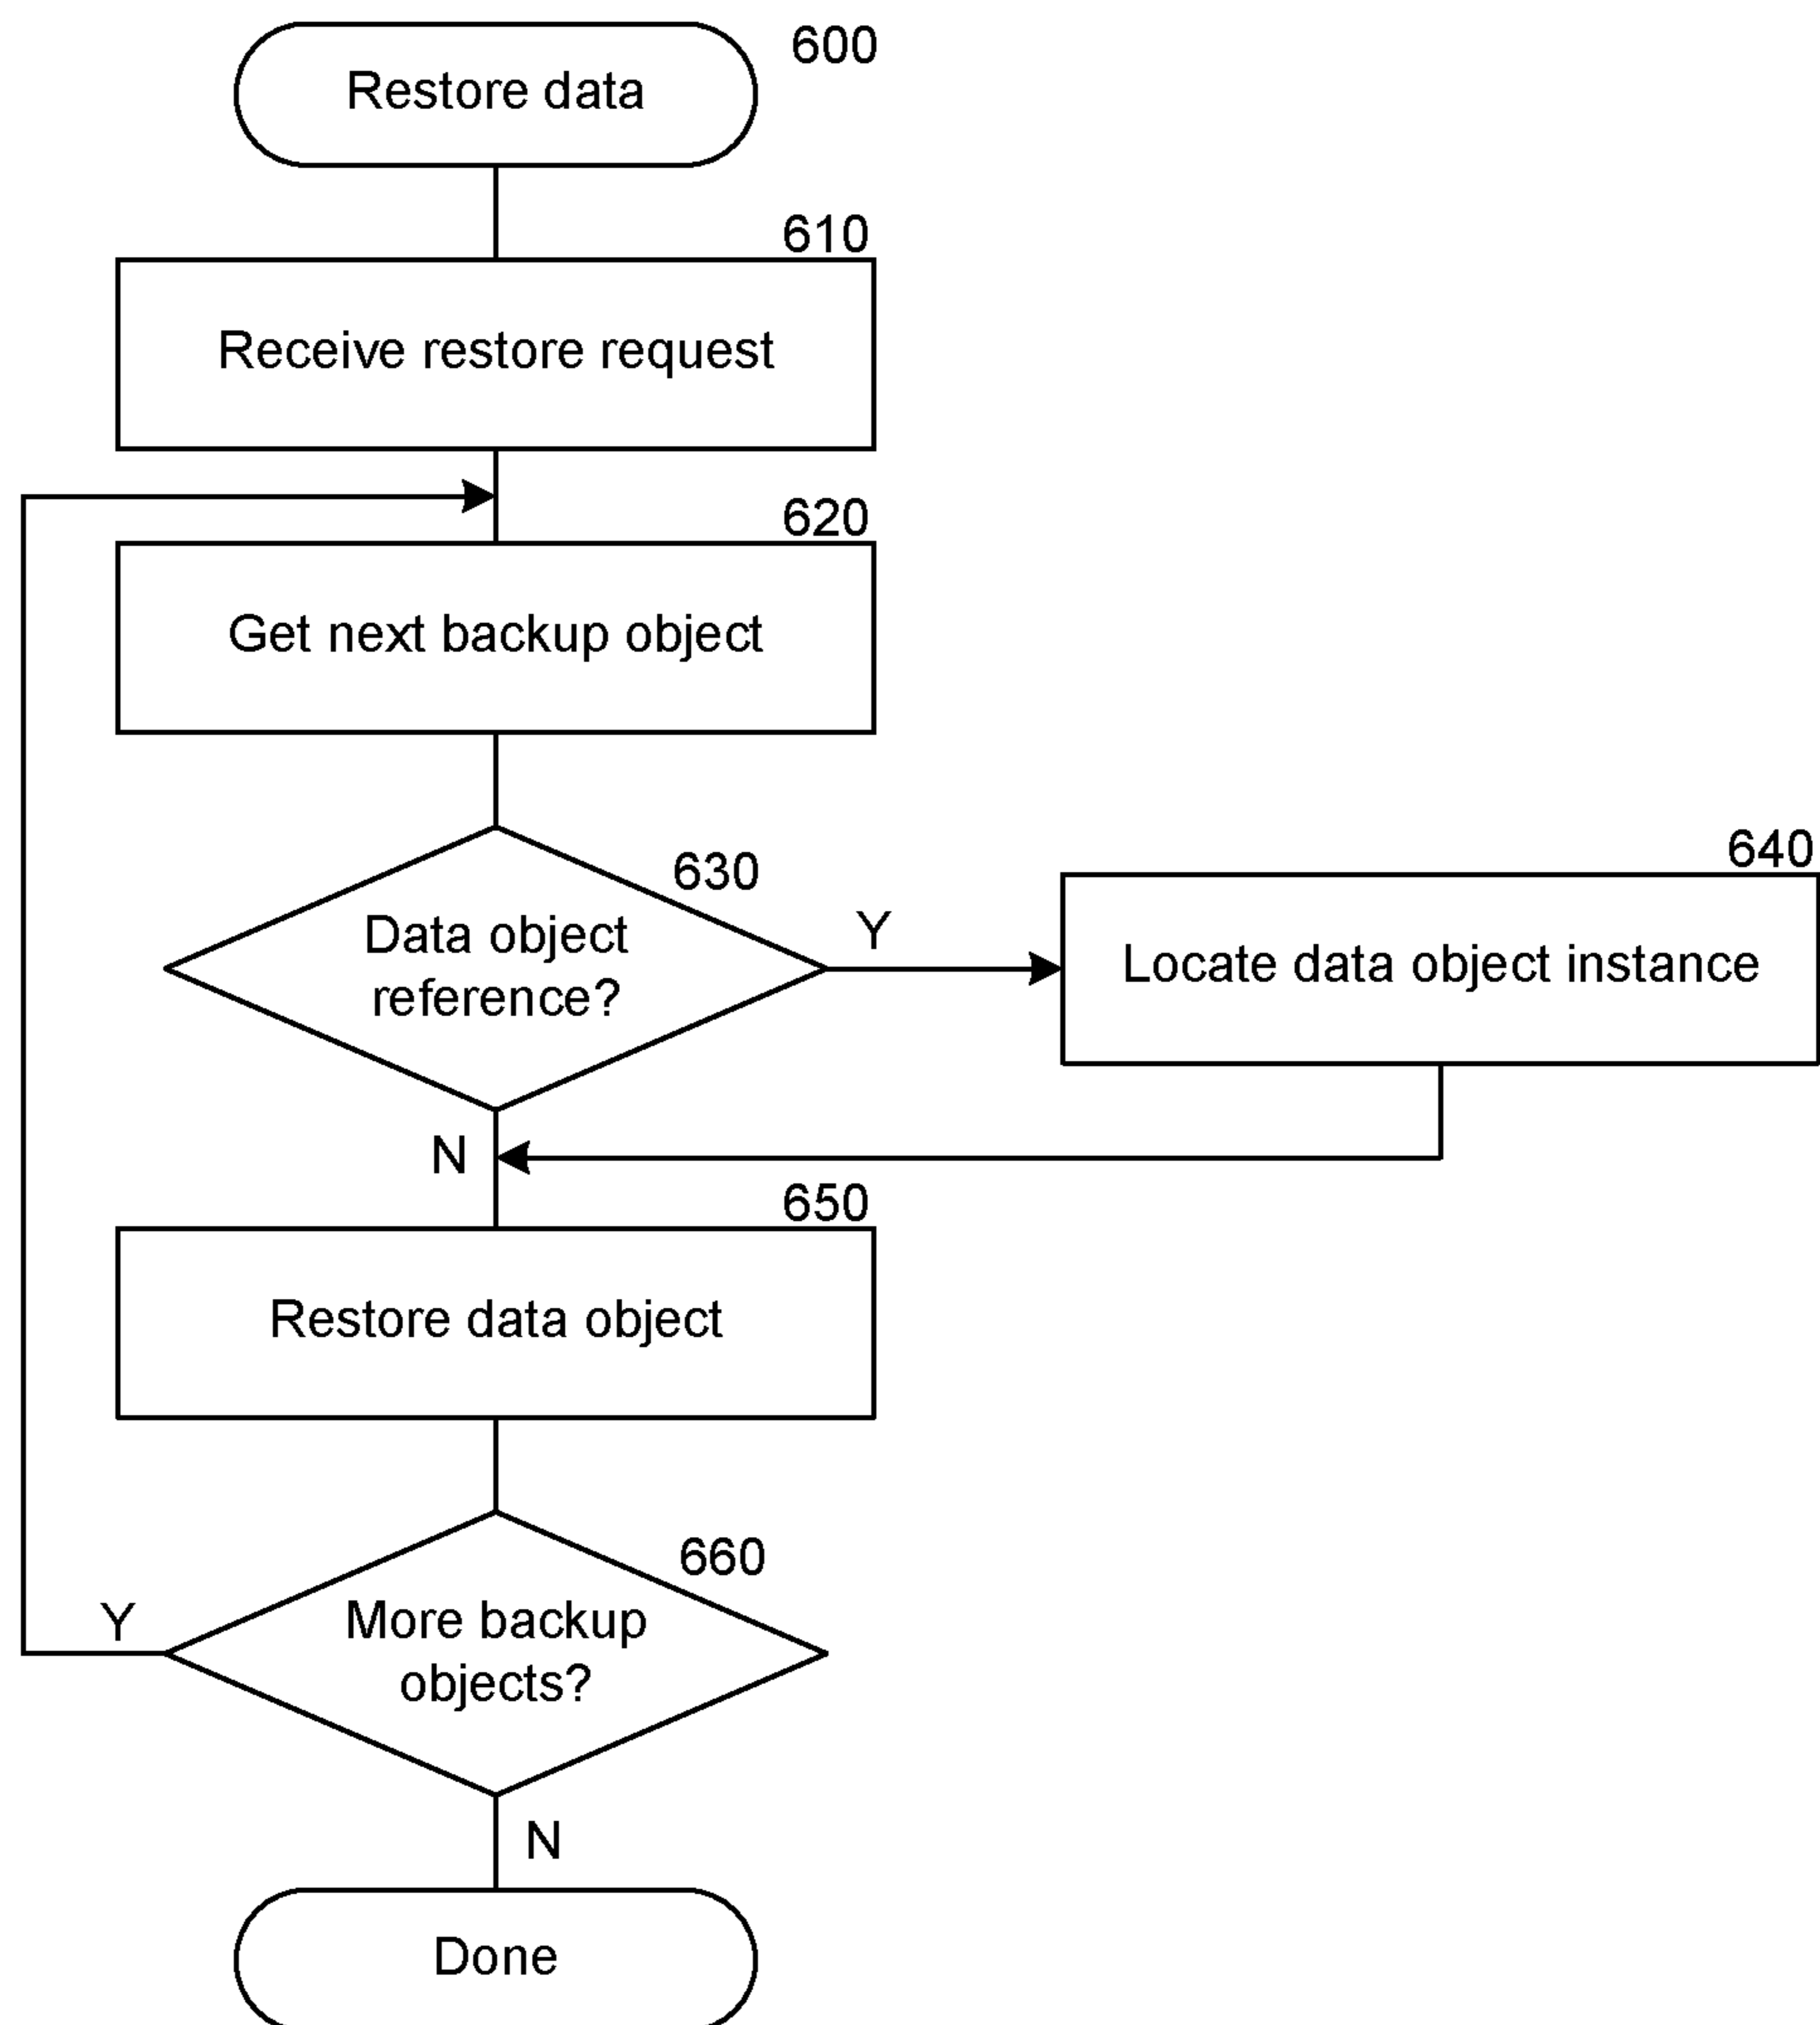 600
Restore data
610
Receive restore request
620
Get next backup object
630
Data object
reference?
Y
640
Locate data object instance
N
650
Restore data object
660
More backup
objects?
Y
N
Done